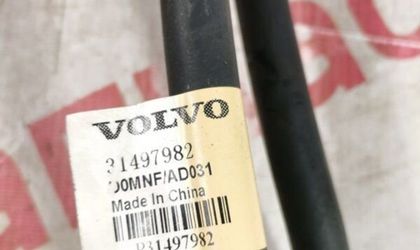 VOLVO
31497982
00MNF/AD031
Made In China
P31497982